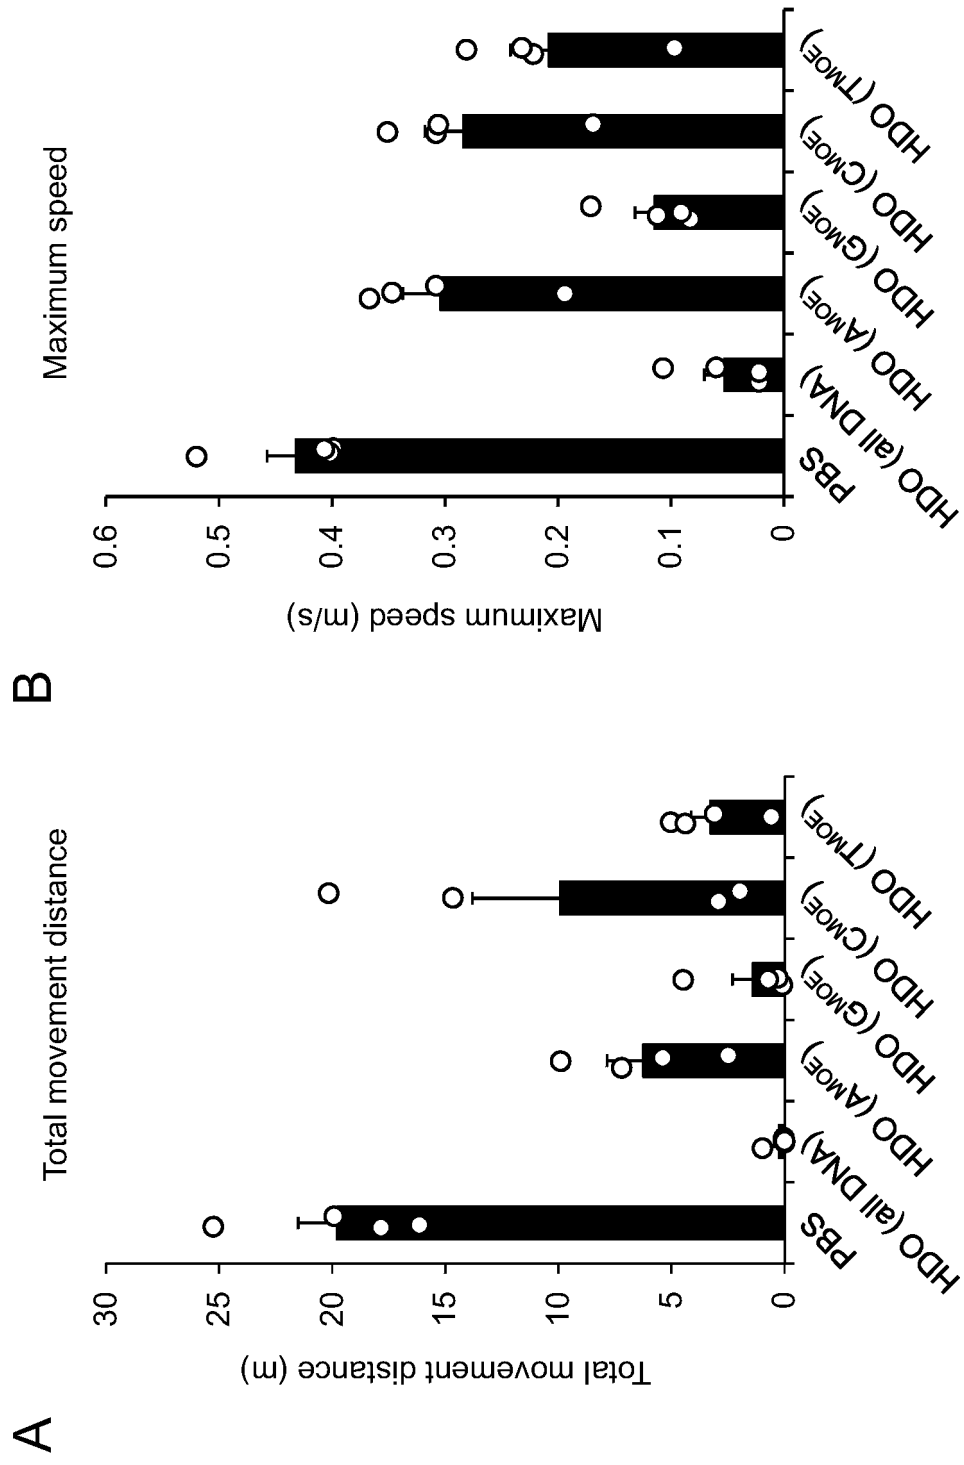 A
Total movement distance
Total movement distance (m)
30
25
20
15
10
5
0
PBS
HDO (all DNA)
HDO (AMOE)
HDO (GMOE)
HDO (CMOE)
HDO (TMOE)
B
Maximum speed
Maximum speed (m/s)
0.6
0.5
0.4
0.3
0.2
0.1
0
PBS
HDO (all DNA)
HDO (AMOE)
HDO (GMOE)
HDO (CMOE)
HDO (TMOE)